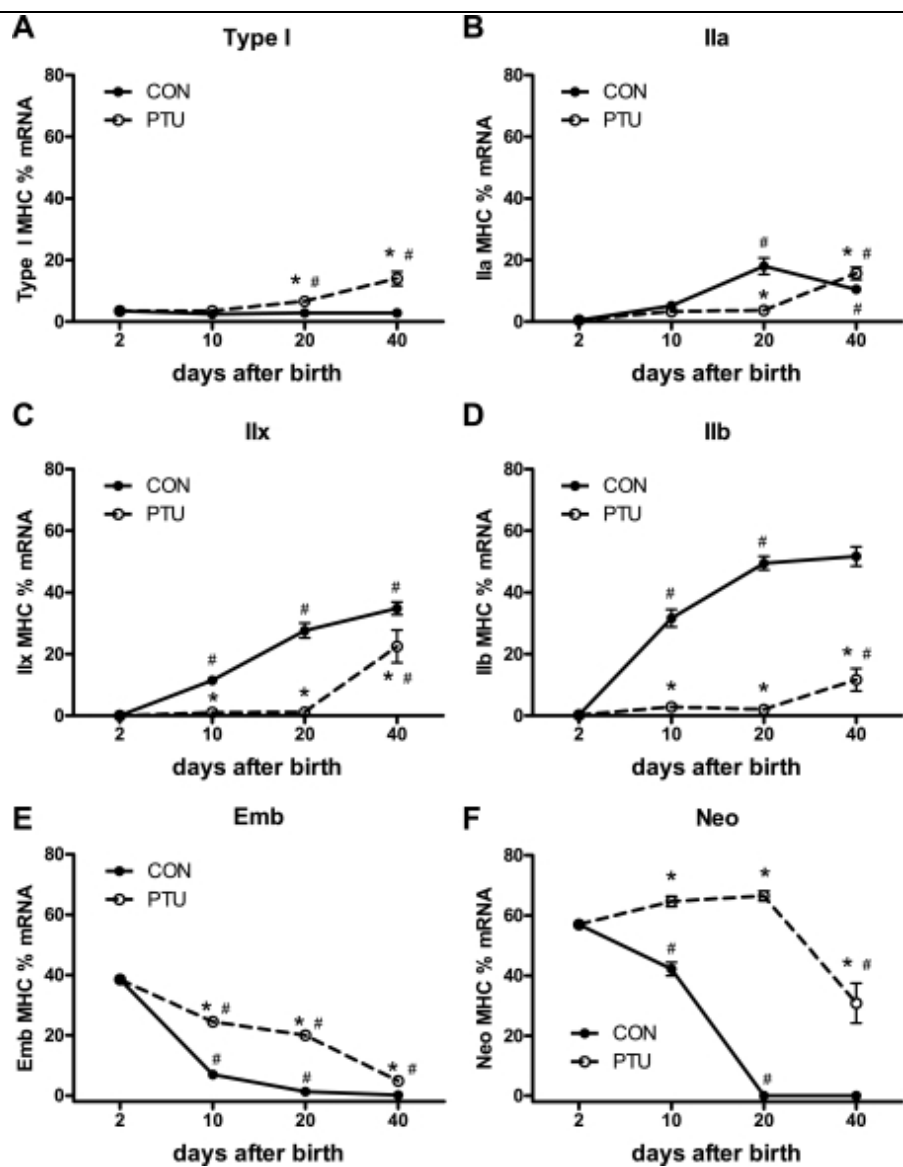 A
Type I
80
60
40
20
0
Type I MHC % mRNA
CON
PTU
* #
* #
2 10 20 40
days after birth
B
IIa
80
60
40
20
0
IIa MHC % mRNA
CON
PTU
#
* #
*
#
2 10 20 40
days after birth
C
IIx
80
60
40
20
0
IIx MHC % mRNA
CON
PTU
#
#
#
*
*
* #
2 10 20 40
days after birth
D
IIb
80
60
40
20
0
IIb MHC % mRNA
CON
PTU
#
#
*
*
* #
2 10 20 40
days after birth
E
Emb
80
60
40
20
0
Emb MHC % mRNA
CON
PTU
* #
* #
* #
#
#
2 10 20 40
days after birth
F
Neo
80
60
40
20
0
Neo MHC % mRNA
*
*
#
* #
#
CON
PTU
2 10 20 40
days after birth